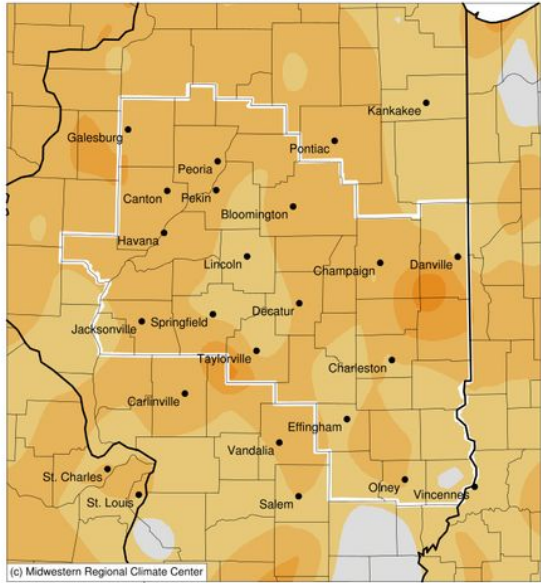 Kankakee
Galesburg
Pontiac
Peoria
Canton
Pekin
Bloomington
Havana
Lincoln
Champaign
Danville
Decatur
Jacksonville
Springfield
Taylorville
Charleston
Carlinville
Effingham
Vandalia
St. Charles
Olney
Vincennes
St. Louis
Salem
(c) Midwestern Regional Climate Center